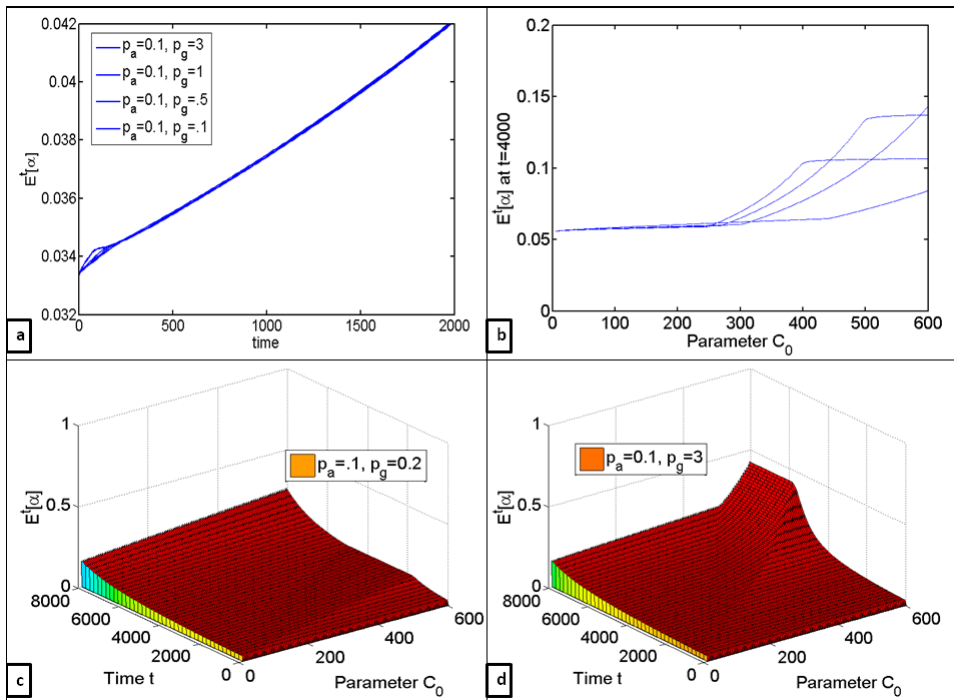 0.042
0.04
0.038
0.036
0.034
0.032
E^t[α]
p_a=0.1, p_g=3
p_a=0.1, p_g=1
p_a=0.1, p_g=.5
p_a=0.1, p_g=.1
0 500 1000 1500 2000
time
a
0.2
0.15
0.1
0.05
0
E^t[α] at t=4000
0 100 200 300 400 500 600
Parameter C_0
b
1
0.5
0
E^t[α]
p_a=.1, p_g=0.2
8000
6000
4000
2000
0
Time t
0
200
400
600
Parameter C_0
c
1
0.5
0
E^t[α]
p_a=0.1, p_g=3
8000
6000
4000
2000
0
Time t
0
200
400
600
Parameter C_0
d